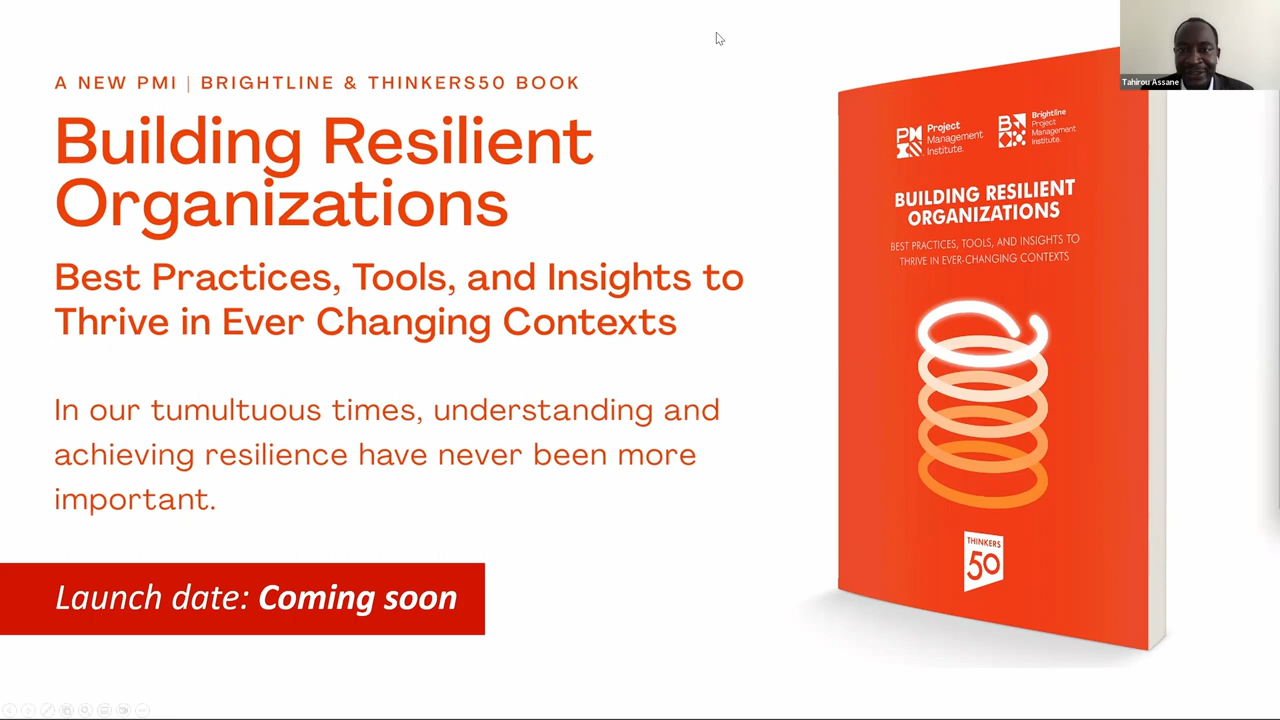 A NEW PMI | BRIGHTLINE & THINKERS50 BOOK
Building Resilient
Organizations
Best Practices, Tools, and Insights to
Thrive in Ever Changing Contexts
In our tumultuous times, understanding and
achieving resilience have never been more
important.
Launch date: Coming soon
Tahirou Assane
Project
Management
Institute.
Brightline
Project
Management
Institute.
BUILDING RESILIENT
ORGANIZATIONS
BEST PRACTICES, TOOLS, AND INSIGHTS TO
THRIVE IN EVER-CHANGING CONTEXTS
THINKERS
50